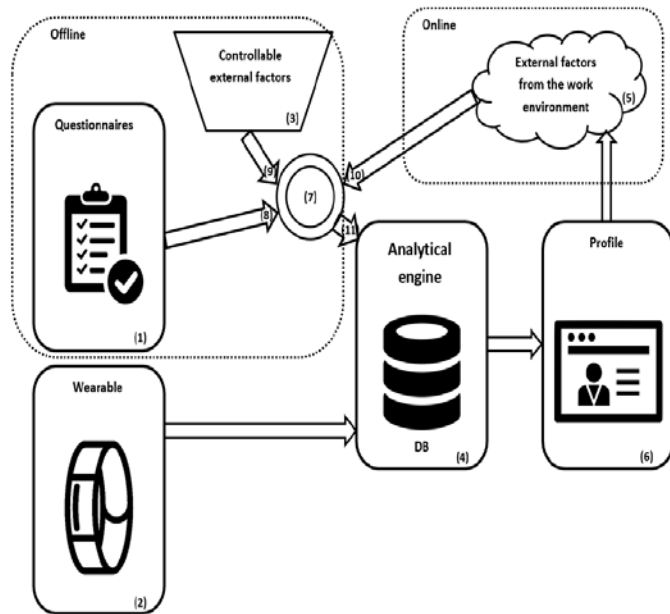 Offline
Controllable
external factors
(3)
Online
External factors
from the work
environment
(5)
Questionnaires
(1)
(9)
(10)
(7)
8
11
Analytical
engine
DB
(4)
Profile
(6)
Wearable
(2)